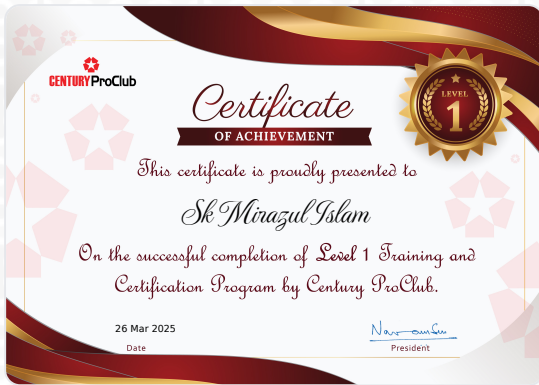 CENTURY ProClub
Certificate
OF ACHIEVEMENT
LEVEL
1
This certificate is proudly presented to
Sk Mirazul Islam
On the successful completion of Level 1 Training and
Certification Program by Century ProClub.
26 Mar 2025
Date
President